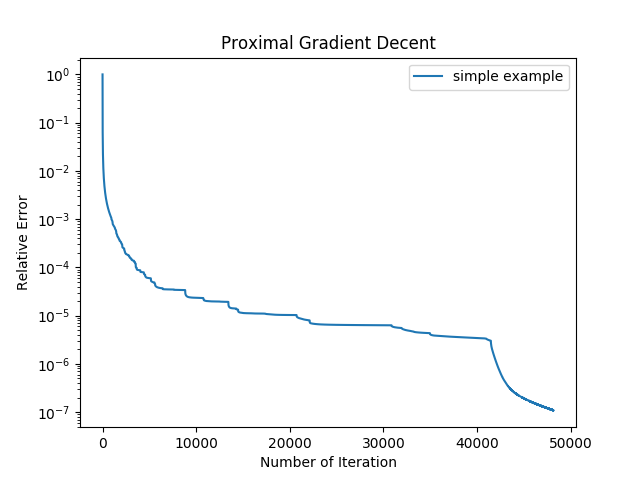 Proximal Gradient Decent
simple example
Relative Error
10⁰
10⁻¹
10⁻²
10⁻³
10⁻⁴
10⁻⁵
10⁻⁶
10⁻⁷
0 10000 20000 30000 40000 50000
Number of Iteration